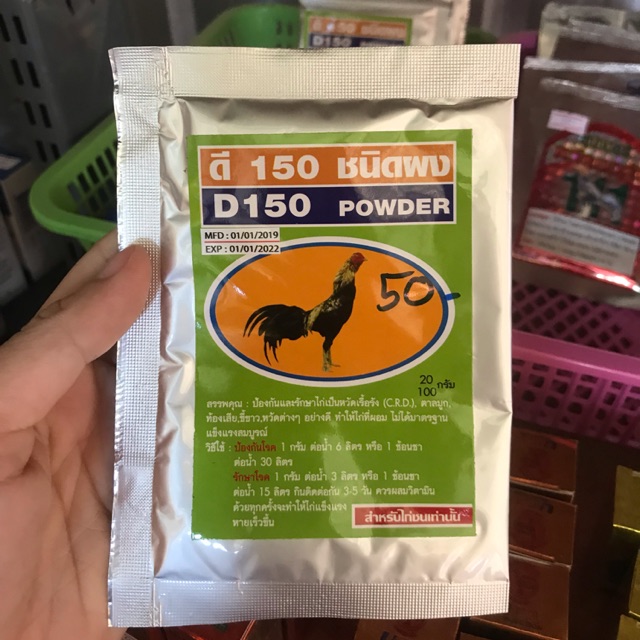 ดี 150 ชนิดผง
D150 POWDER
MFD : 01/01/2019
EXP : 01/01/2022
50-
20 กรัม
100
สรรพคุณ : ป้องกันและรักษาไก่เป็นหวัดเรื้อรัง (C.R.D.), ตาลมูก,
ท้องเสีย,ขี้ขาว,หวัดต่างๆ อย่างดี ทำให้ไก่ที่ผอม ไม่ได้มาตรฐาน
แข็งแรงสมบูรณ์
วิธีใช้ : ป้องกันโรค 1 กรัม ต่อน้ำ 6 ลิตร หรือ 1 ช้อนชา
ต่อน้ำ 30 ลิตร
รักษาโรค 1 กรัม ต่อน้ำ 3 ลิตร หรือ 1 ช้อนชา
ต่อน้ำ 15 ลิตร กินติดต่อกัน 3-5 วัน ควรผสมวิตามิน
ด้วยทุกครั้งจะทำให้ไก่แข็งแรง
หายเร็วขึ้น
สำหรับไก่ชนเท่านั้น